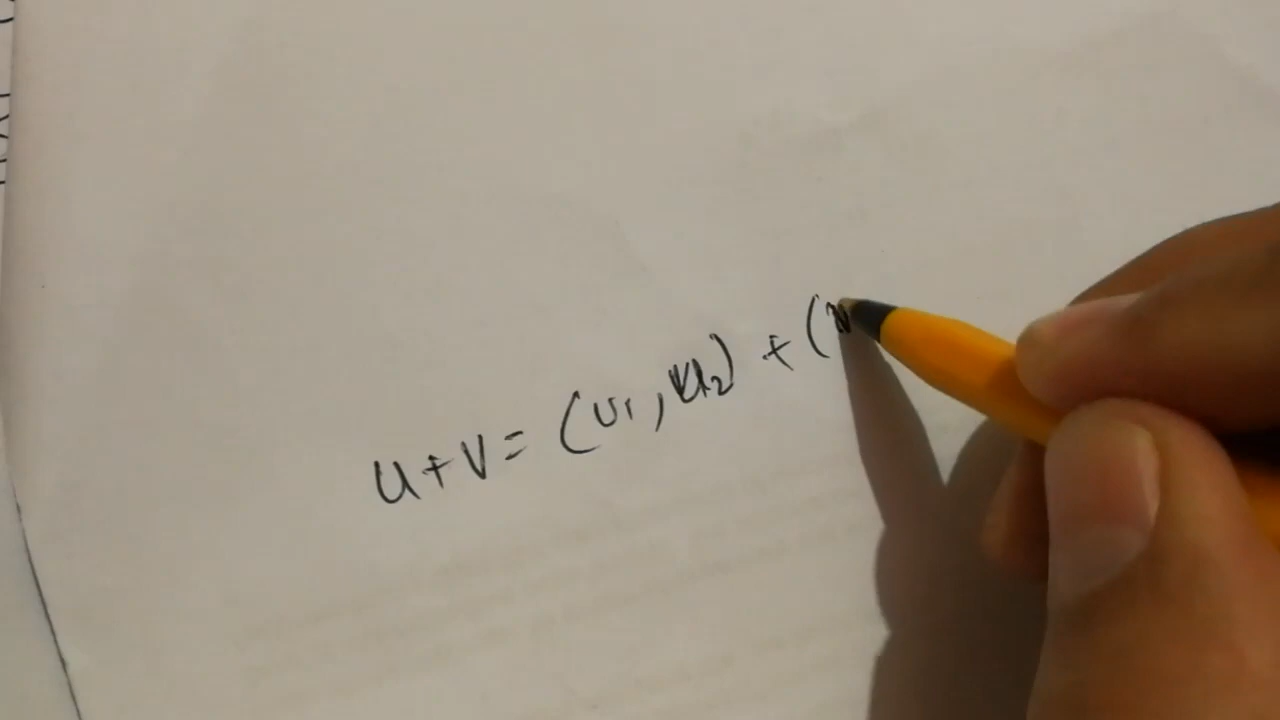 u+v = (u1, u2) + (